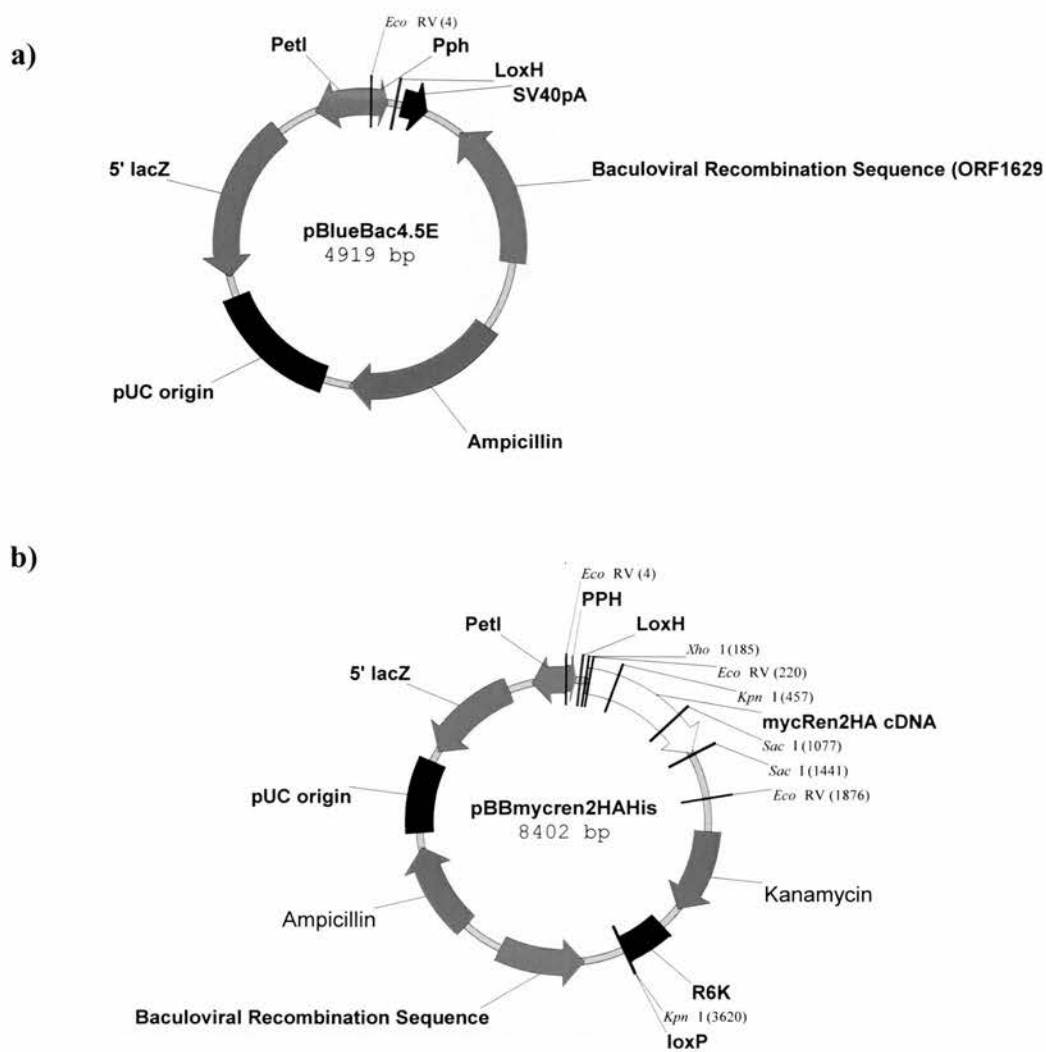 a)
Eco RV (4)
PetI
Pph
LoxH
SV40pA
5' lacZ
Baculoviral Recombination Sequence (ORF1629
pBlueBac4.5E
4919 bp
pUC origin
Ampicillin
b)
Eco RV (4)
PPH
PetI
LoxH
Xho I (185)
5' lacZ
Eco RV (220)
Kpn I (457)
mycRen2HA cDNA
Sac I (1077)
Sac I (1441)
pUC origin
Eco RV (1876)
pBBmycren2HAHis
8402 bp
Kanamycin
Ampicillin
R6K
Baculoviral Recombination Sequence
Kpn I (3620)
loxP